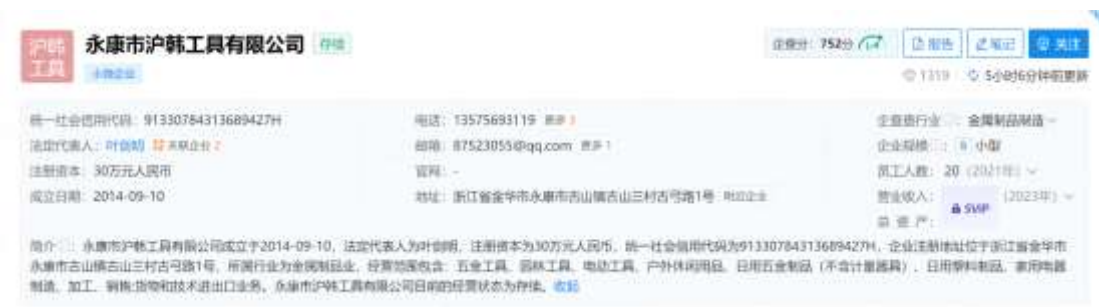 沪韩
工具
永康市沪韩工具有限公司 存续
小微企业
企查分 752分 报告 笔记 关注
1319 5小时6分钟前更新
统一社会信用代码：91330784313689427H 电话：13575693119 更多 企查查行业 金属制品制造
法定代表人：叶剑明 关联企业 2 邮箱：87523055@qq.com 更多 1 企业规模 小型
注册资本：30万元人民币 官网：- 员工人数：20 (2021年)
成立日期：2014-09-10 地址：浙江省金华市永康市古山镇古山三村古弓路1号 附近企业 营业收入： SVIP (2023年)
总 资 产：
简介 ：永康市沪韩工具有限公司成立于2014-09-10，法定代表人为叶剑明，注册资本为30万元人民币，统一社会信用代码为91330784313689427H，企业注册地址位于浙江省金华市
永康市古山镇古山三村古弓路1号，所属行业为金属制品业，经营范围包含：五金工具、园林工具、电动工具、户外休闲用品、日用五金制品（不含计量器具）、日用塑料制品、家用电器
制造、加工、销售;货物和技术进出口业务。永康市沪韩工具有限公司目前的经营状态为存续。收起